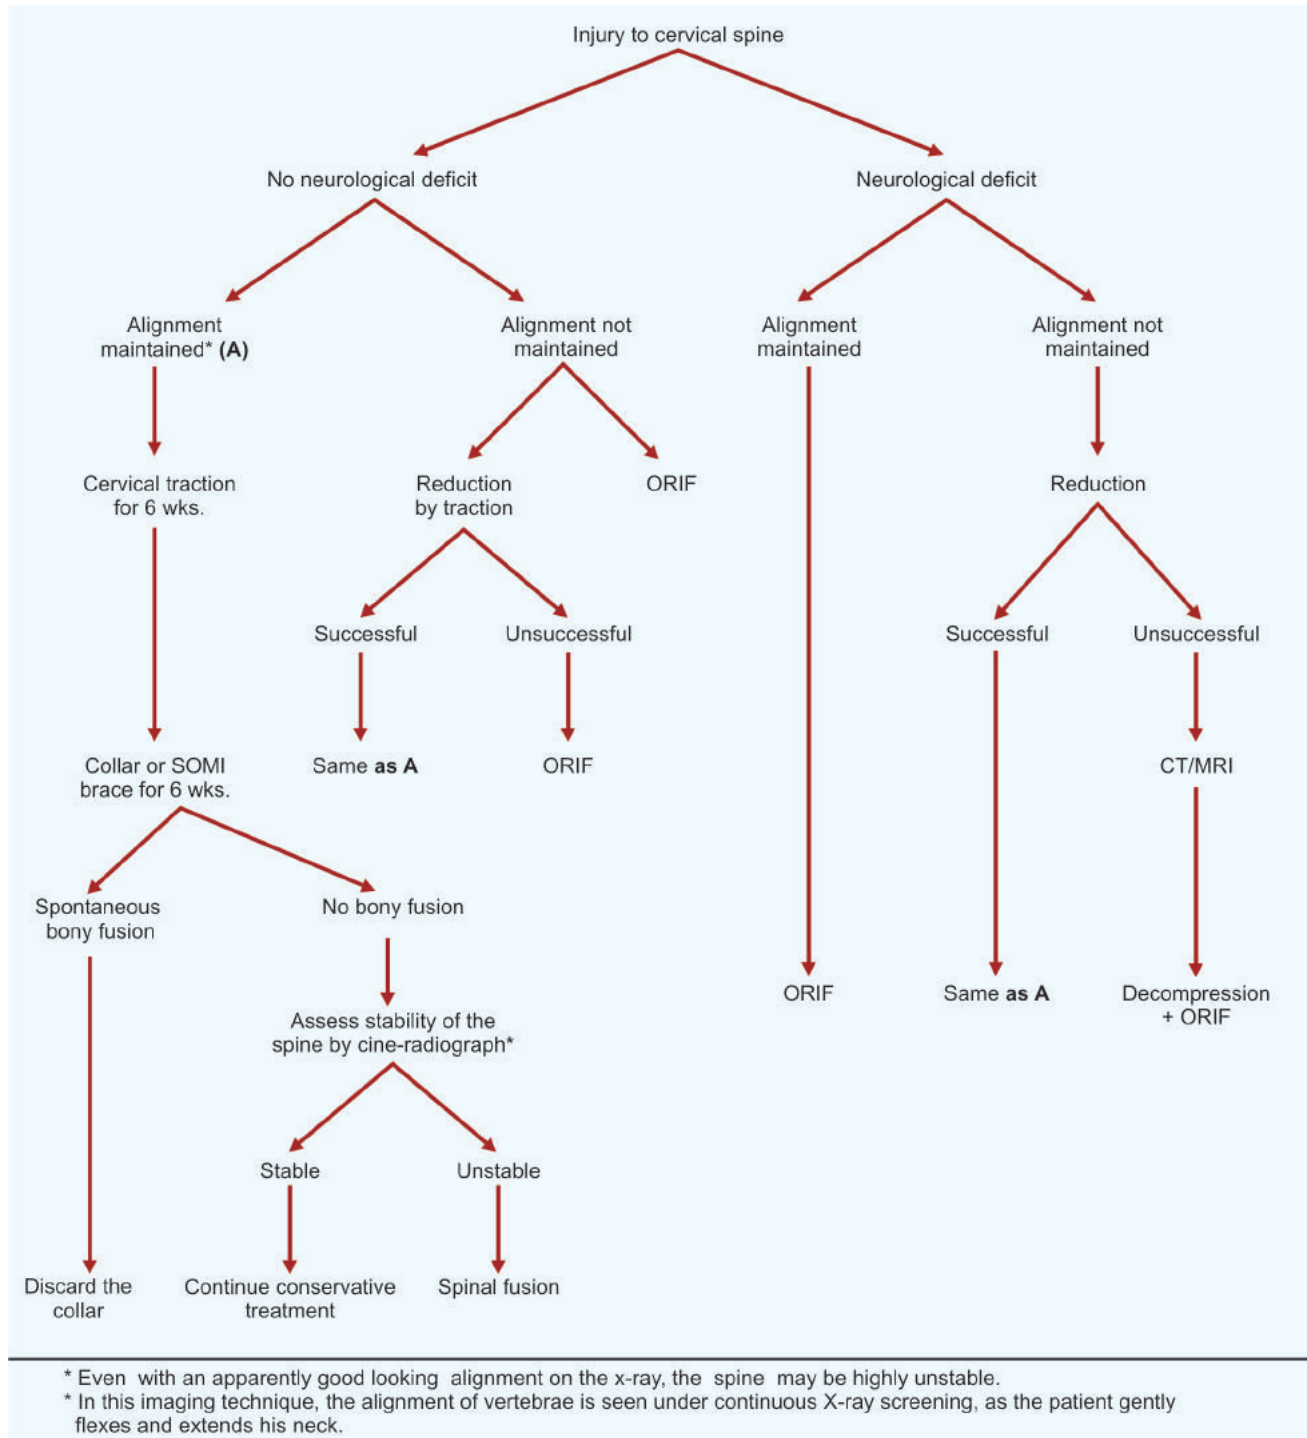 Injury to cervical spine
No neurological deficit
Neurological deficit
Alignment
maintained* (A)
Alignment not
maintained
Alignment
maintained
Alignment not
maintained
Cervical traction
for 6 wks.
Reduction
by traction
ORIF
Reduction
Successful
Unsuccessful
Successful
Unsuccessful
Collar or SOMI
brace for 6 wks.
Same as A
ORIF
CT/MRI
Spontaneous
bony fusion
No bony fusion
ORIF
Same as A
Decompression
+ ORIF
Assess stability of the
spine by cine-radiograph*
Stable
Unstable
Discard the
collar
Continue conservative
treatment
Spinal fusion
* Even with an apparently good looking alignment on the x-ray, the spine may be highly unstable.
* In this imaging technique, the alignment of vertebrae is seen under continuous X-ray screening, as the patient gently
flexes and extends his neck.